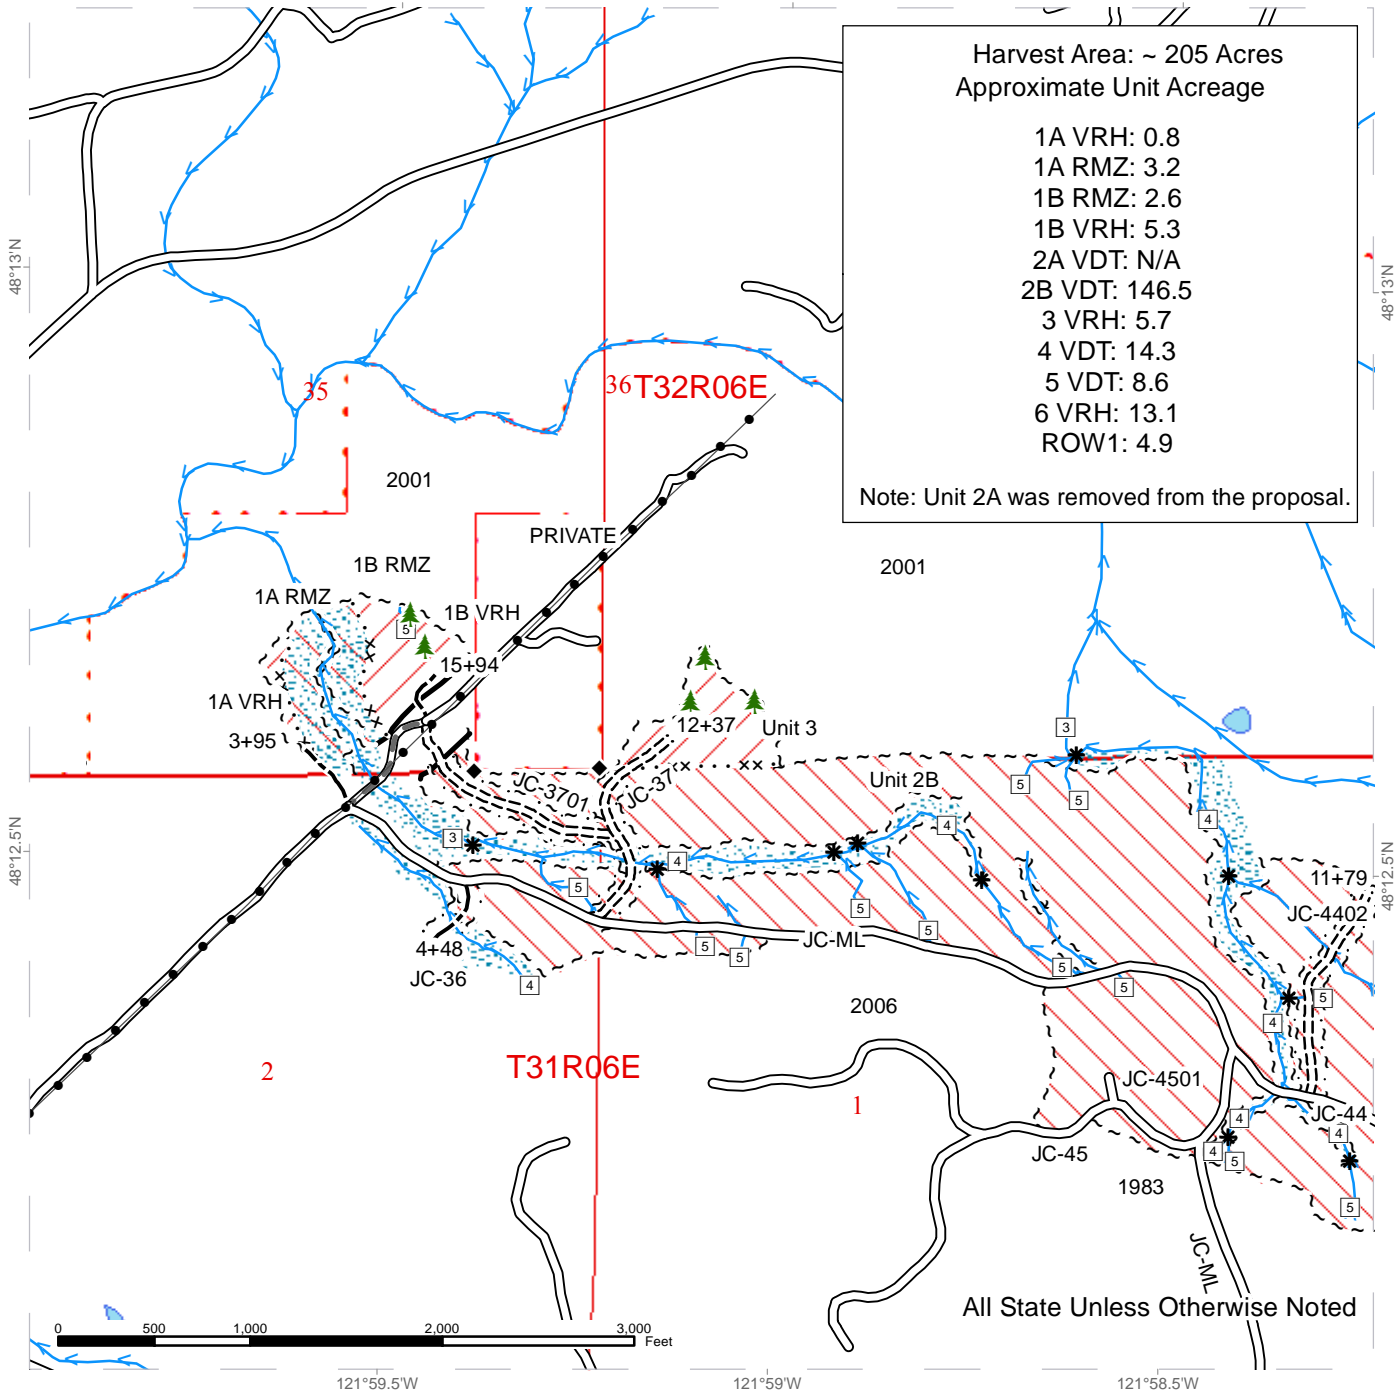 Harvest Area: ~ 205 Acres
Approximate Unit Acreage
1A VRH: 0.8
1A RMZ: 3.2
1B RMZ: 2.6
1B VRH: 5.3
2A VDT: N/A
2B VDT: 146.5
3 VRH: 5.7
4 VDT: 14.3
5 VDT: 8.6
6 VRH: 13.1
ROW1: 4.9
Note: Unit 2A was removed from the proposal.
48°13'N
48°13'N
35
36
T32R06E
2001
PRIVATE
2001
1B RMZ
1A RMZ
1B VRH
5
15+94
1A VRH
12+37
Unit 3
3
3+95
JC-3701
JC-37
Unit 2B
5
5
4
4
3
4
48°12.5'N
48°12.5'N
5
11+79
5
JC-4402
5
JC-ML
4+48
5
5
JC-36
4
5
5
5
2006
4
T31R06E
2
1
JC-4501
JC-44
4
4
JC-45
4
5
1983
5
JC-ML
All State Unless Otherwise Noted
0 500 1,000 2,000 3,000
Feet
121°59.5'W
121°59'W
121°58.5'W